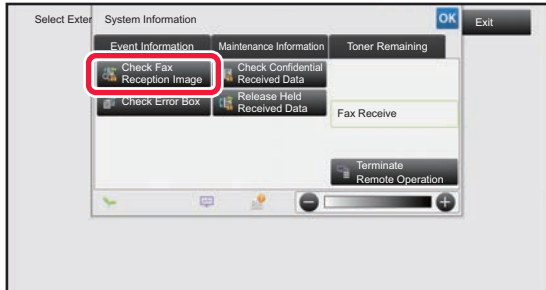 Select Exter
System Information
OK
Exit
Event Information
Maintenance Information
Toner Remaining
Check Fax
Reception Image
Check Confidential
Received Data
Check Error Box
Release Held
Received Data
Fax Receive
Terminate
Remote Operation